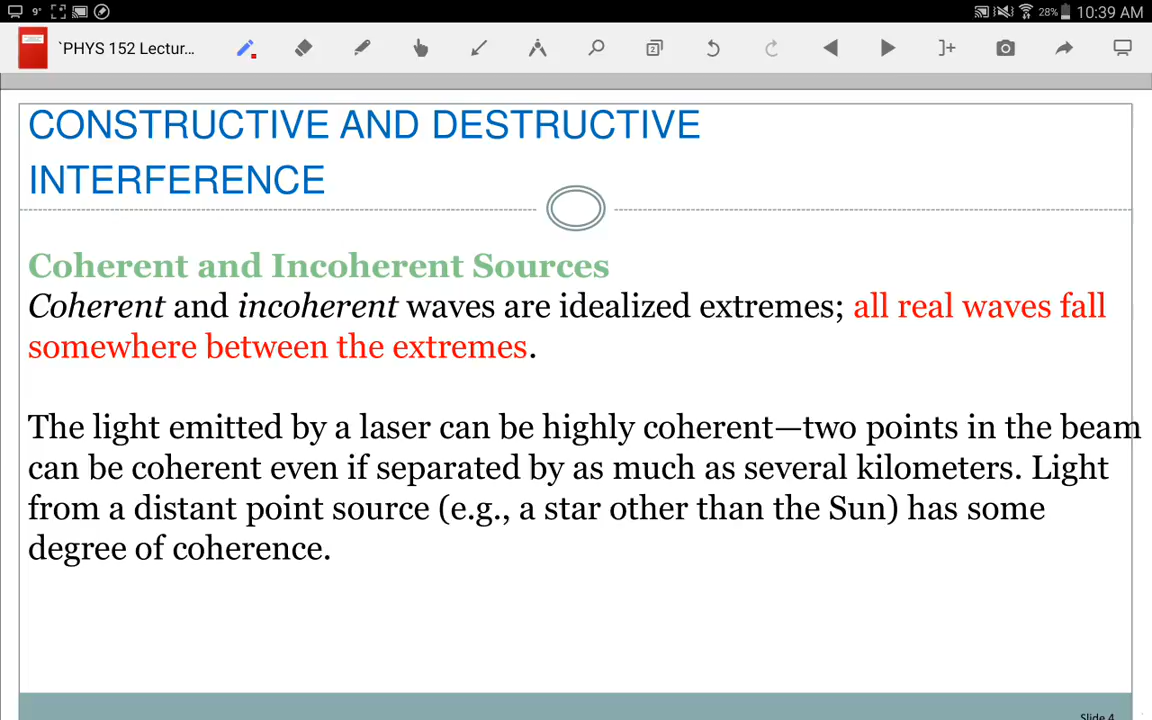 9°
28%
10:39 AM
`PHYS 152 Lectur...
2
CONSTRUCTIVE AND DESTRUCTIVE
INTERFERENCE
Coherent and Incoherent Sources
Coherent and incoherent waves are idealized extremes; all real waves fall
somewhere between the extremes.
The light emitted by a laser can be highly coherent—two points in the beam
can be coherent even if separated by as much as several kilometers. Light
from a distant point source (e.g., a star other than the Sun) has some
degree of coherence.
Slide 4